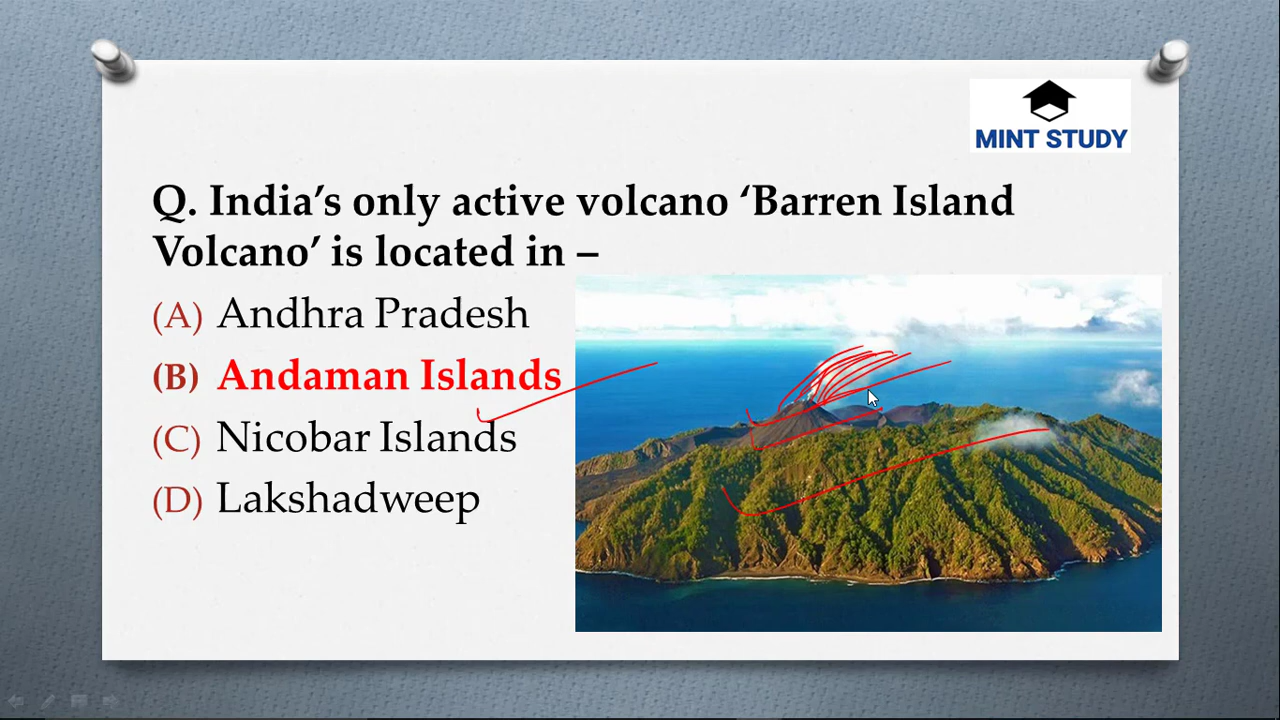 MINT STUDY
Q. India’s only active volcano ‘Barren Island
Volcano’ is located in –
(A) Andhra Pradesh
(B) Andaman Islands
(C) Nicobar Islands
(D) Lakshadweep